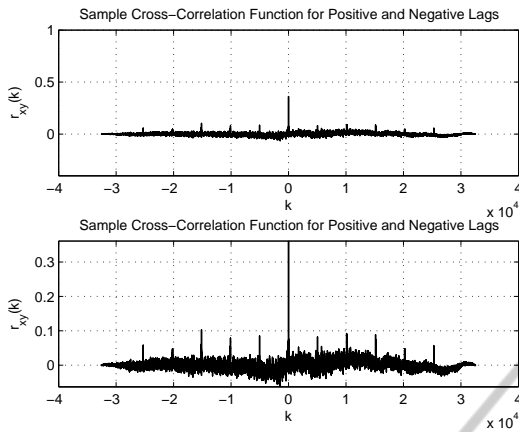 Sample Cross−Correlation Function for Positive and Negative Lags
1
0.5
0
r_xy(k)
−4 −3 −2 −1 0 1 2 3 4
k
x 10^4
Sample Cross−Correlation Function for Positive and Negative Lags
0.3
0.2
0.1
0
r_xy(k)
−4 −3 −2 −1 0 1 2 3 4
k
x 10^4